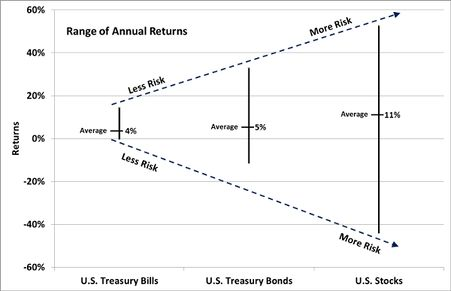 60%
Range of Annual Returns
More Risk
40%
Less Risk
20%
Average 4%
Average 5%
Average 11%
0%
Less Risk
-20%
-40%
More Risk
-60%
Returns
U.S. Treasury Bills
U.S. Treasury Bonds
U.S. Stocks